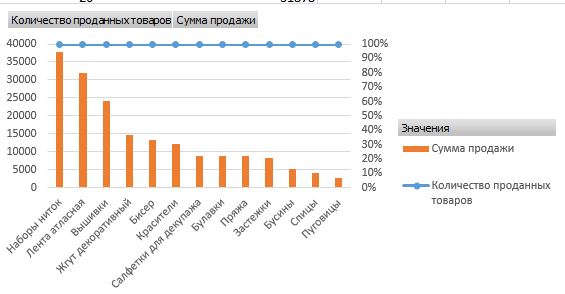 Количество проданных товаров Сумма продажи
40000
35000
30000
25000
20000
15000
10000
5000
0
100%
90%
80%
70%
60%
50%
40%
30%
20%
10%
0%
Наборы ниток
Лента атласная
Вышивки
Жгут декоративный
Бисер
Красители
Салфетки для декупажа
Булавки
Пряжа
Застежки
Бусины
Спицы
Пуговицы
Значения
Сумма продажи
Количество проданных
товаров